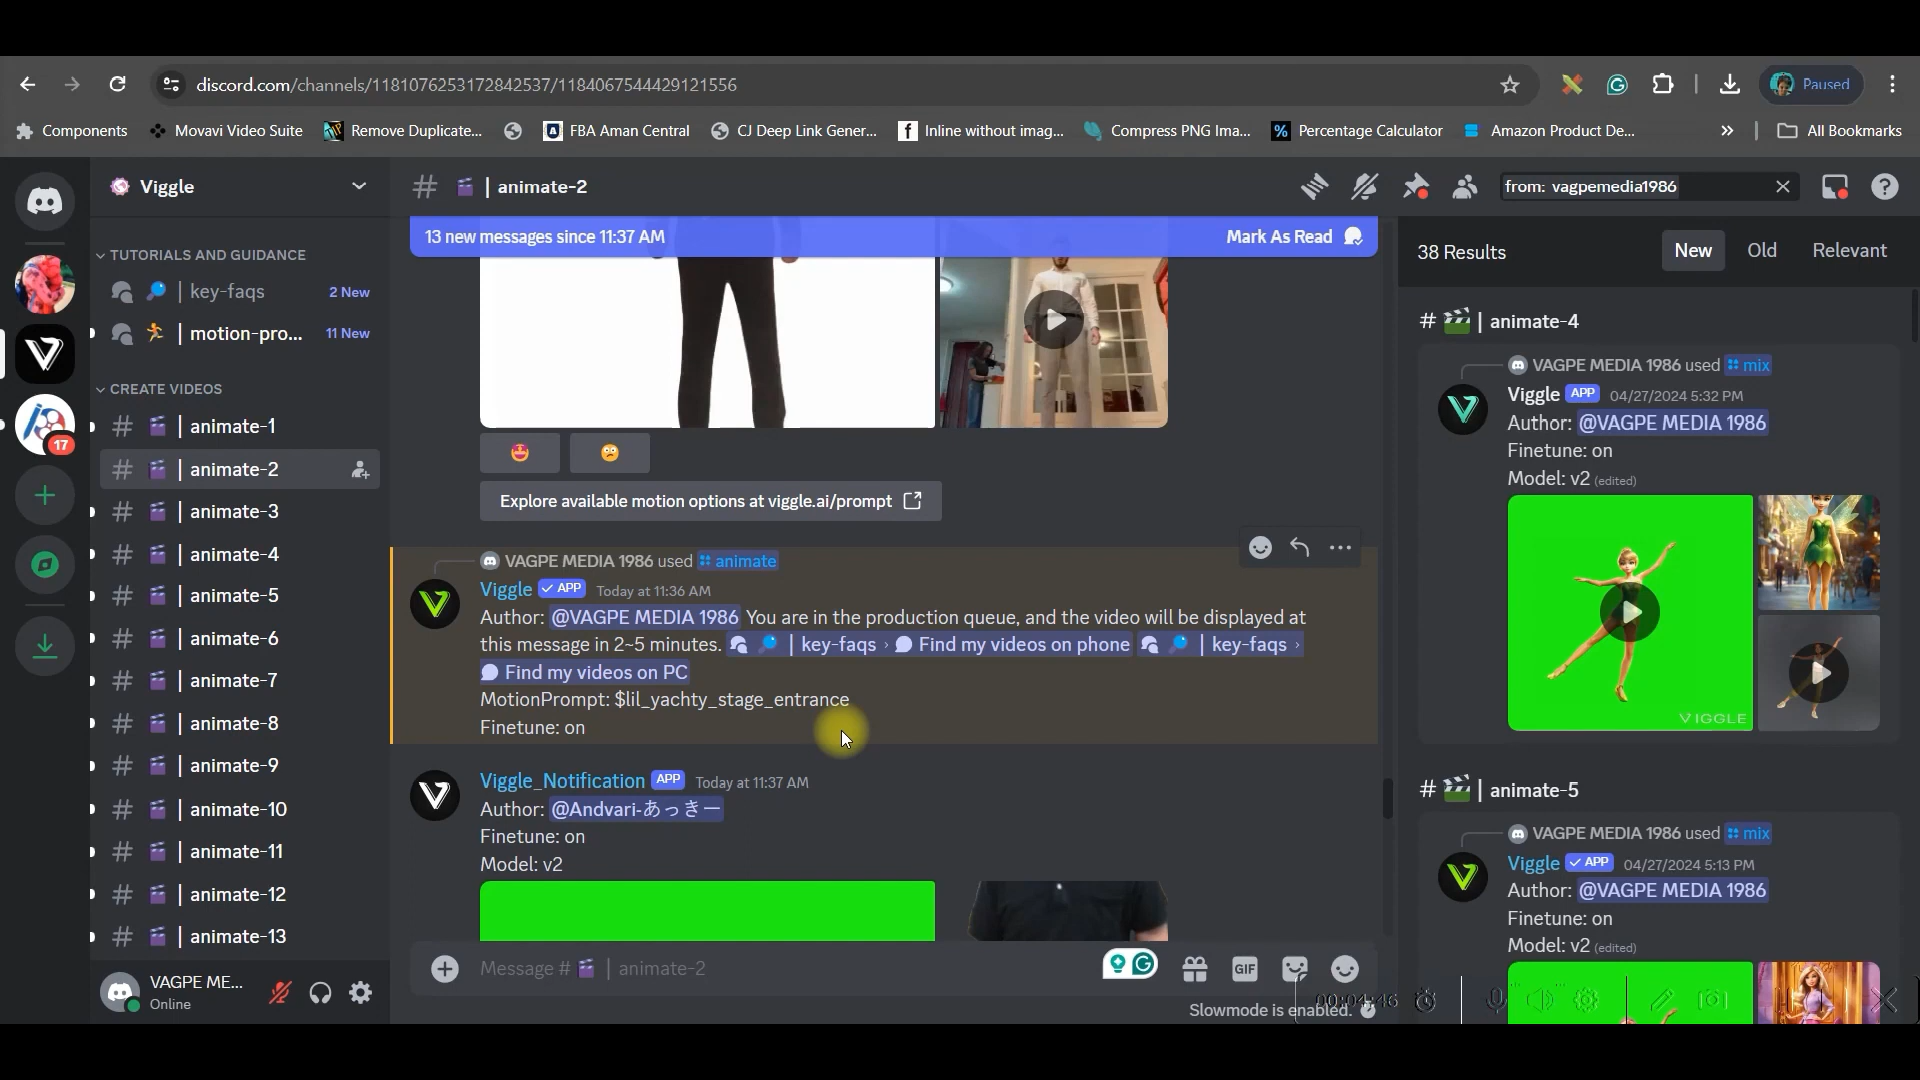 discord.com/channels/1181076253172842537/1184067544429121556
Paused
Components
Movavi Video Suite
Remove Duplicate...
FBA Aman Central
CJ Deep Link Gener...
Inline without imag...
Compress PNG Ima...
Percentage Calculator
Amazon Product De...
All Bookmarks
Viggle
TUTORIALS AND GUIDANCE
| key-faqs 2 New
| motion-pro... 11 New
CREATE VIDEOS
# | animate-1
# | animate-2
# | animate-3
# | animate-4
# | animate-5
# | animate-6
# | animate-7
# | animate-8
# | animate-9
# | animate-10
# | animate-11
# | animate-12
# | animate-13
17
VAGPE ME...
Online
# | animate-2
from: vagpemedia1986
13 new messages since 11:37 AM Mark As Read
Explore available motion options at viggle.ai/prompt
VAGPE MEDIA 1986 used animate
Viggle APP Today at 11:36 AM
Author: @VAGPE MEDIA 1986 You are in the production queue, and the video will be displayed at
this message in 2~5 minutes. | key-faqs › Find my videos on phone | key-faqs ›
Find my videos on PC
MotionPrompt: $lil_yachty_stage_entrance
Finetune: on
Viggle_Notification APP Today at 11:37 AM
Author: @Andvari-あっきー
Finetune: on
Model: v2
Message # | animate-2
GIF
Slowmode is enabled.
38 Results
New
Old
Relevant
# | animate-4
VAGPE MEDIA 1986 used mix
Viggle APP 04/27/2024 5:32 PM
Author: @VAGPE MEDIA 1986
Finetune: on
Model: v2 (edited)
VIGGLE
# | animate-5
VAGPE MEDIA 1986 used mix
Viggle APP 04/27/2024 5:13 PM
Author: @VAGPE MEDIA 1986
Finetune: on
Model: v2 (edited)
00:04:46